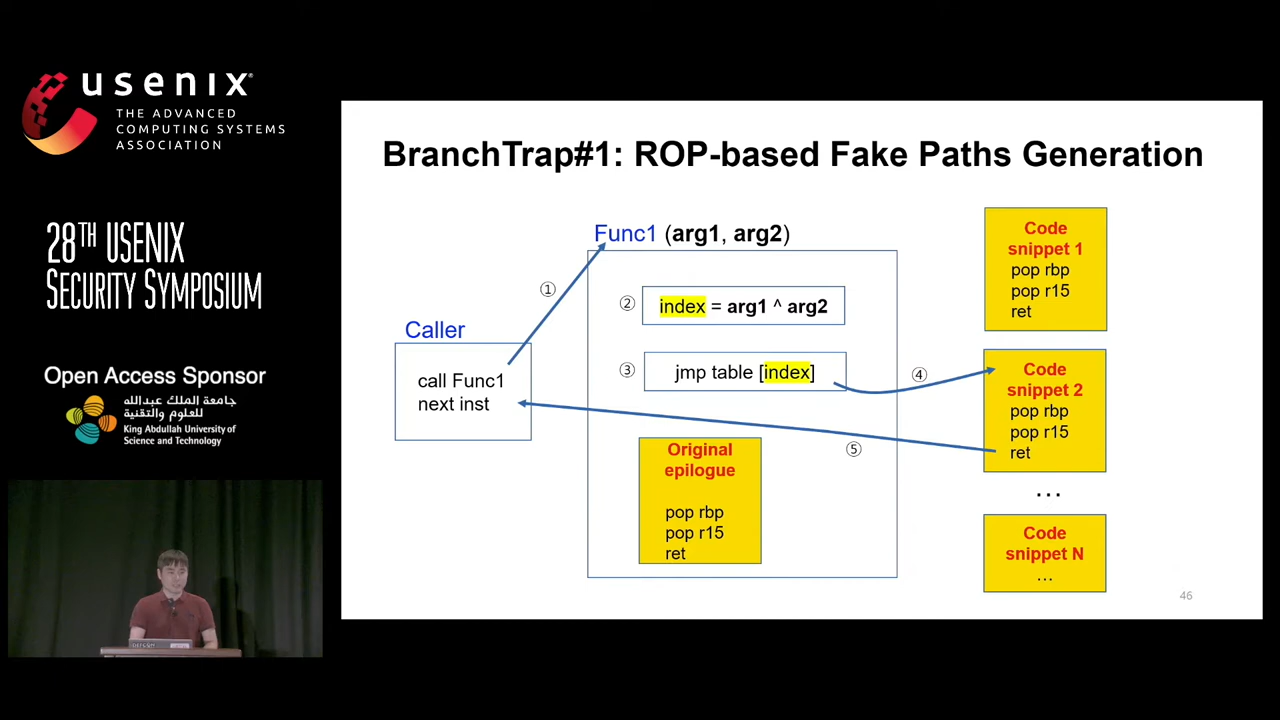 usenix
THE ADVANCED
COMPUTING SYSTEMS
ASSOCIATION
28TH USENIX
SECURITY SYMPOSIUM
Open Access Sponsor
جامعة الملك عبدالله
للعلوم والتقنية
King Abdullah University of
Science and Technology
BranchTrap#1: ROP-based Fake Paths Generation
Func1 (arg1, arg2)
①
② index = arg1 ^ arg2
③ jmp table [index]
④
⑤
Caller
call Func1
next inst
Original
epilogue
pop rbp
pop r15
ret
Code
snippet 1
pop rbp
pop r15
ret
Code
snippet 2
pop rbp
pop r15
ret
...
Code
snippet N
...
46